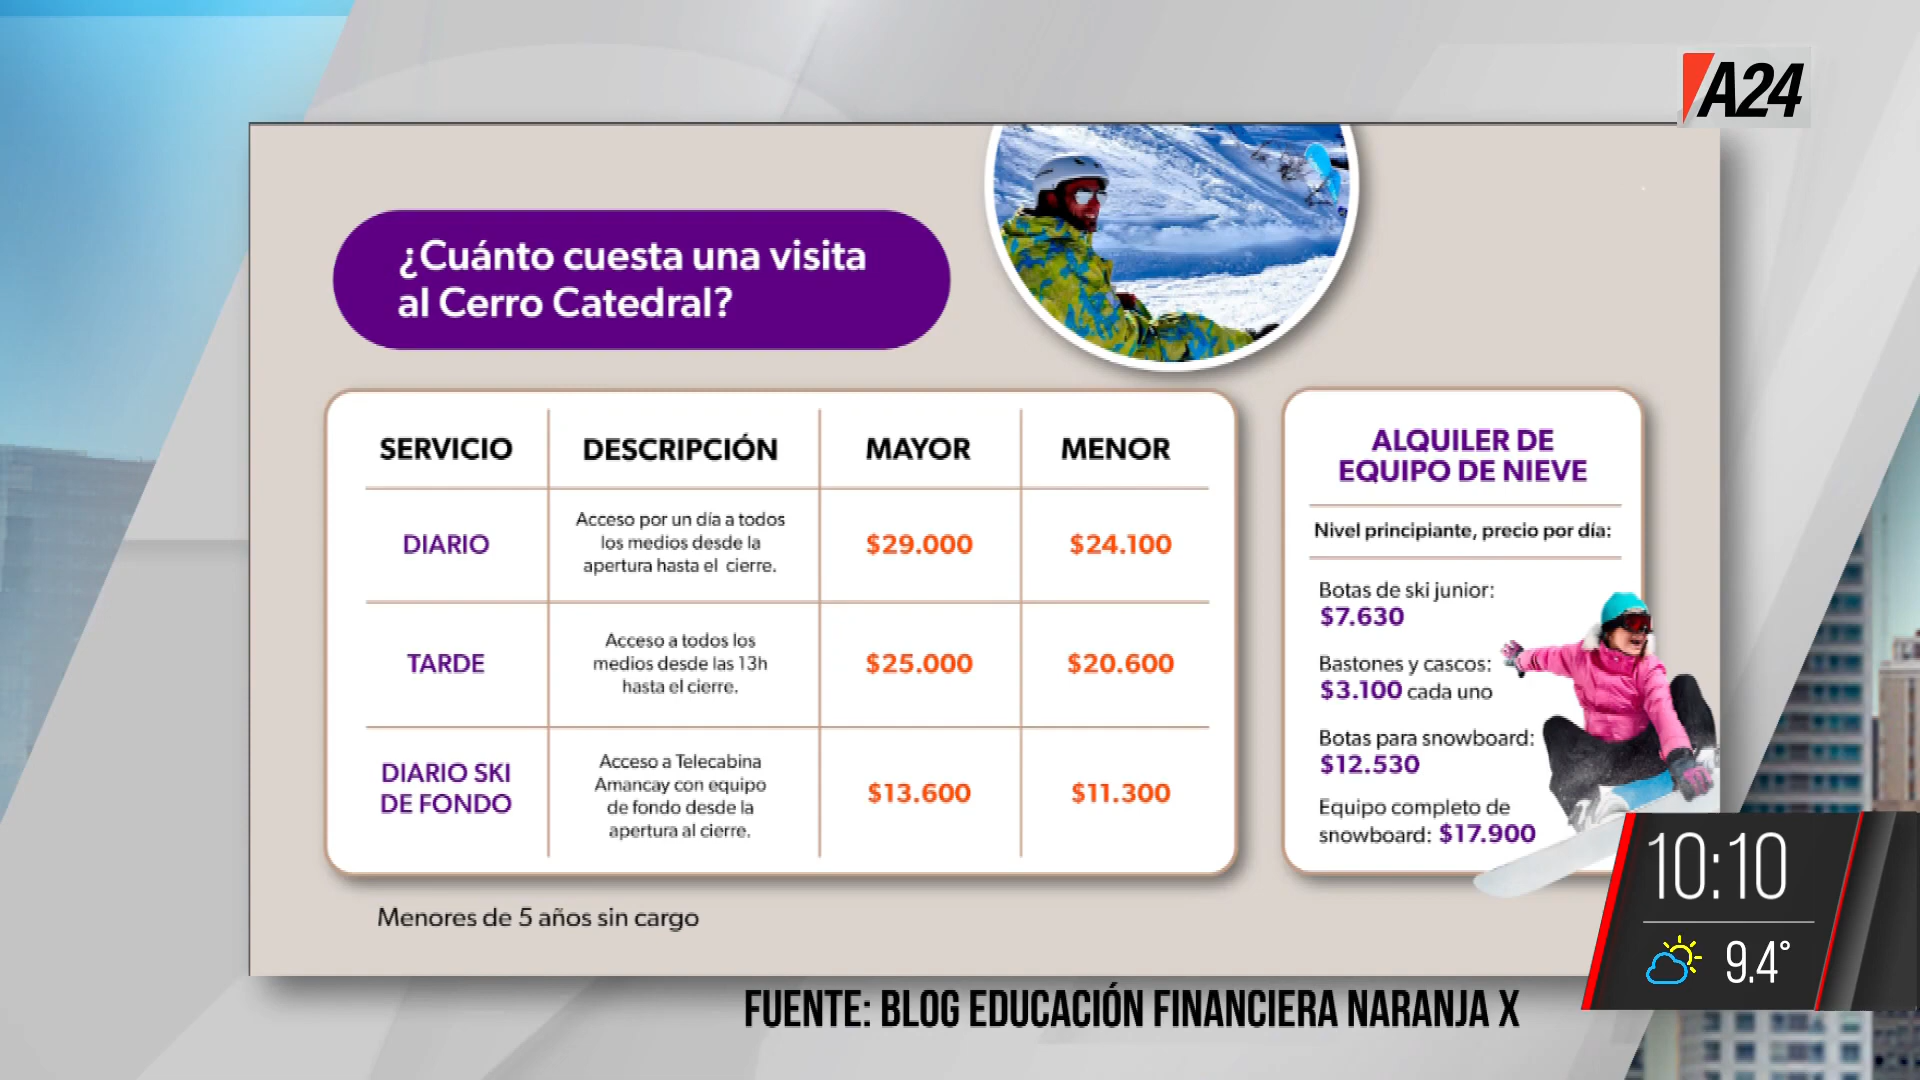 A24
¿Cuánto cuesta una visita
al Cerro Catedral?
SERVICIO
DESCRIPCIÓN
MAYOR
MENOR
DIARIO
Acceso por un día a todos
los medios desde la
apertura hasta el cierre.
$29.000
$24.100
TARDE
Acceso a todos los
medios desde las 13h
hasta el cierre.
$25.000
$20.600
DIARIO SKI
DE FONDO
Acceso a Telecabina
Amancay con equipo
de fondo desde la
apertura al cierre.
$13.600
$11.300
Menores de 5 años sin cargo
ALQUILER DE
EQUIPO DE NIEVE
Nivel principiante, precio por día:
Botas de ski junior:
$7.630
Bastones y cascos:
$3.100 cada uno
Botas para snowboard:
$12.530
Equipo completo de
snowboard: $17.900
10:10
9.4°
FUENTE: BLOG EDUCACIÓN FINANCIERA NARANJA X